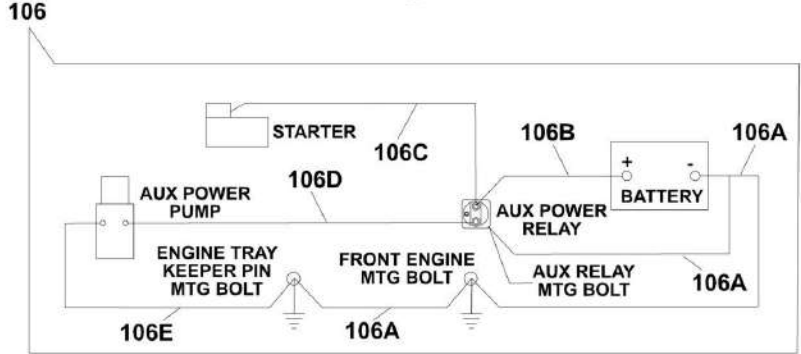 106
STARTER
106C
106B
106A
+
-
BATTERY
106D
AUX POWER
PUMP
AUX POWER
RELAY
ENGINE TRAY
KEEPER PIN
MTG BOLT
FRONT ENGINE
MTG BOLT
AUX RELAY
MTG BOLT
106A
106E
106A